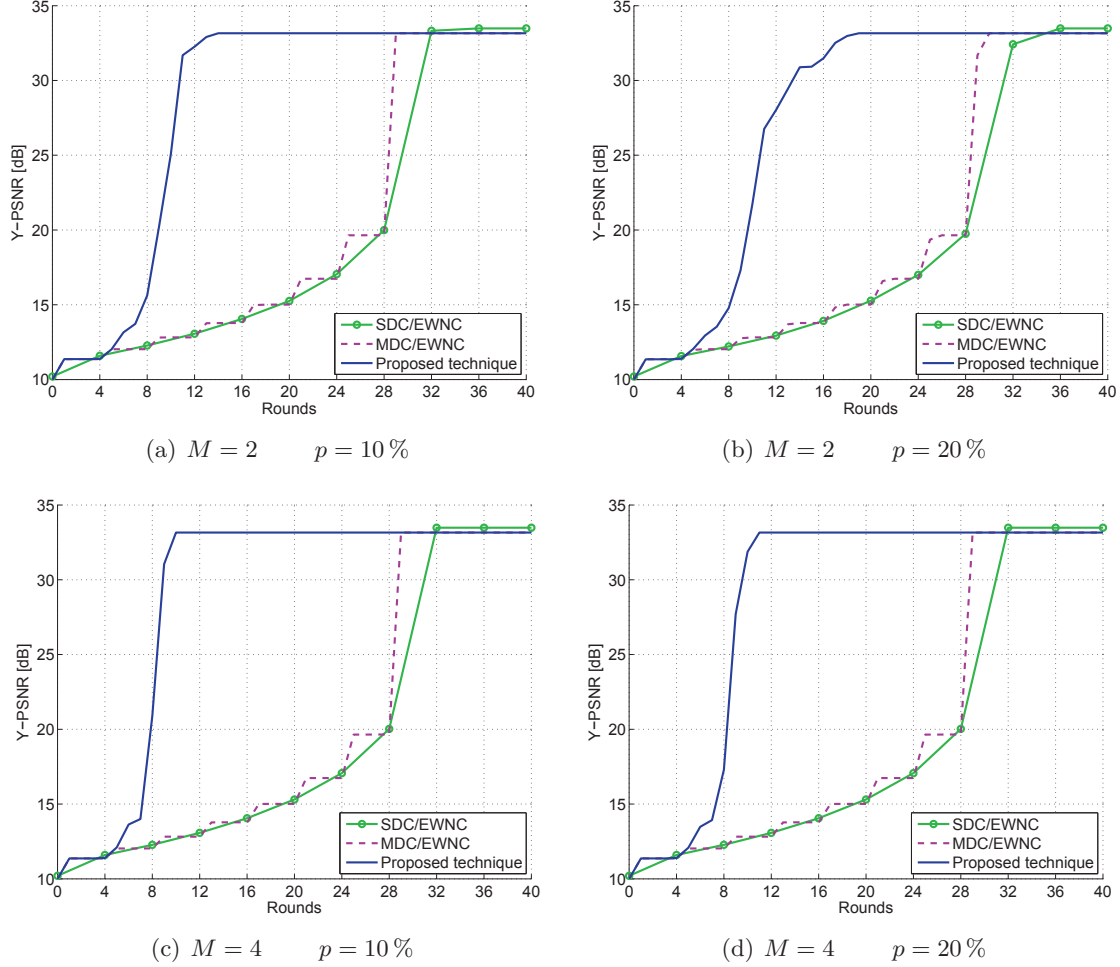 35
30
25
20
15
10
Y−PSNR [dB]
0 4 8 12 16 20 24 28 32 36 40
Rounds
SDC/EWNC
MDC/EWNC
Proposed technique
(a) M = 2 p = 10 %
35
30
25
20
15
10
Y−PSNR [dB]
0 4 8 12 16 20 24 28 32 36 40
Rounds
SDC/EWNC
MDC/EWNC
Proposed technique
(b) M = 2 p = 20 %
35
30
25
20
15
10
Y−PSNR [dB]
0 4 8 12 16 20 24 28 32 36 40
Rounds
SDC/EWNC
MDC/EWNC
Proposed technique
(c) M = 4 p = 10 %
35
30
25
20
15
10
Y−PSNR [dB]
0 4 8 12 16 20 24 28 32 36 40
Rounds
SDC/EWNC
MDC/EWNC
Proposed technique
(d) M = 4 p = 20 %